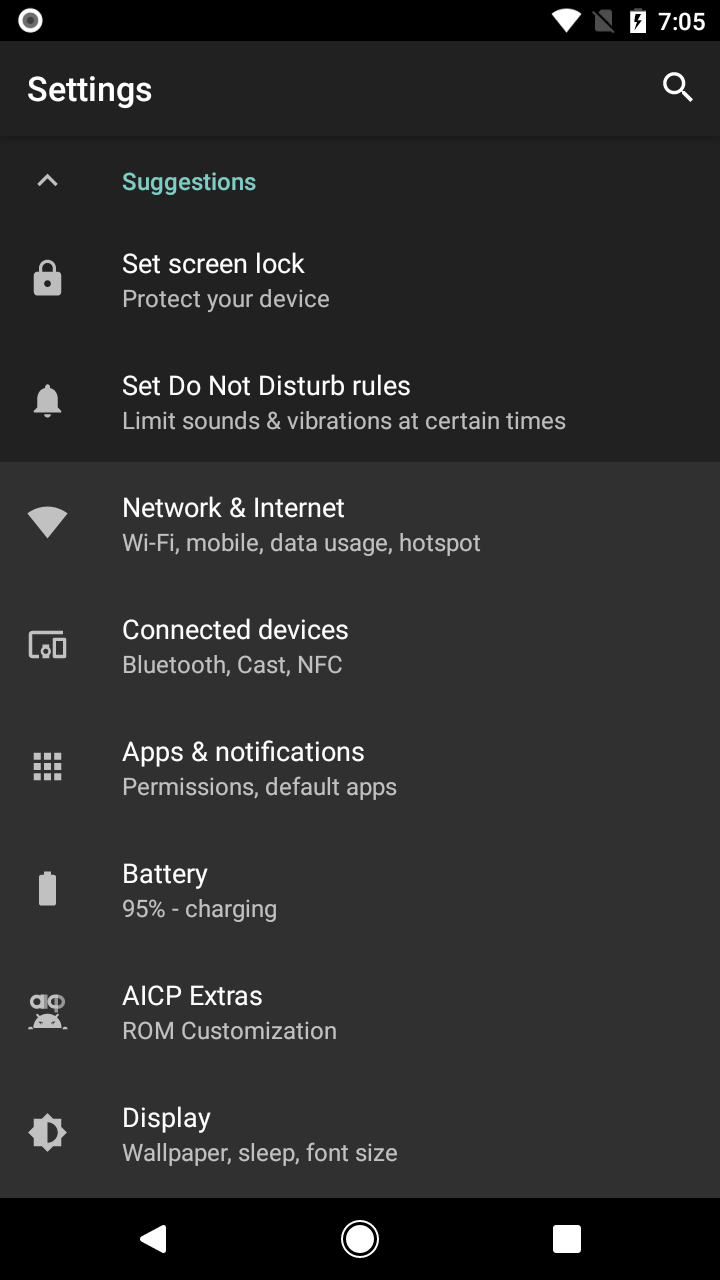 7:05
Settings
Suggestions
Set screen lock
Protect your device
Set Do Not Disturb rules
Limit sounds & vibrations at certain times
Network & Internet
Wi-Fi, mobile, data usage, hotspot
Connected devices
Bluetooth, Cast, NFC
Apps & notifications
Permissions, default apps
Battery
95% - charging
AICP Extras
ROM Customization
Display
Wallpaper, sleep, font size